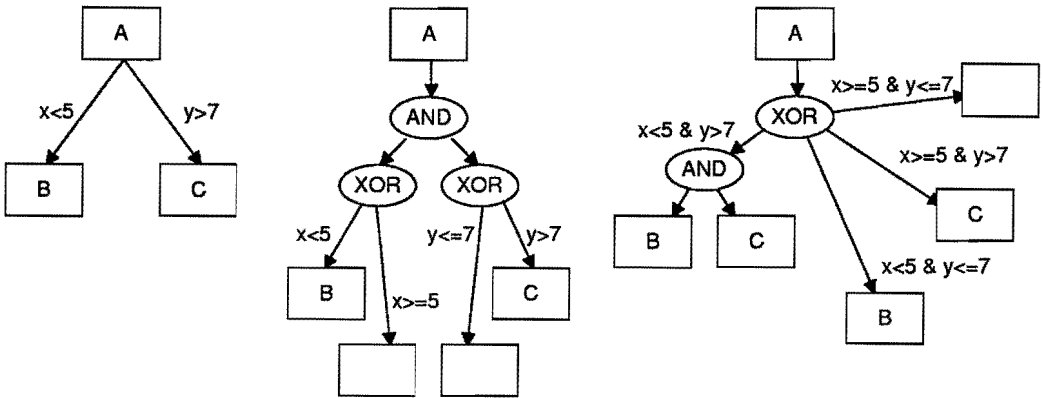 A
x<5
y>7
B
C
A
AND
XOR
XOR
x<5
y<=7
y>7
B
x>=5
C
A
x>=5 & y<=7
XOR
x<5 & y>7
AND
x>=5 & y>7
B
C
C
x<5 & y<=7
B